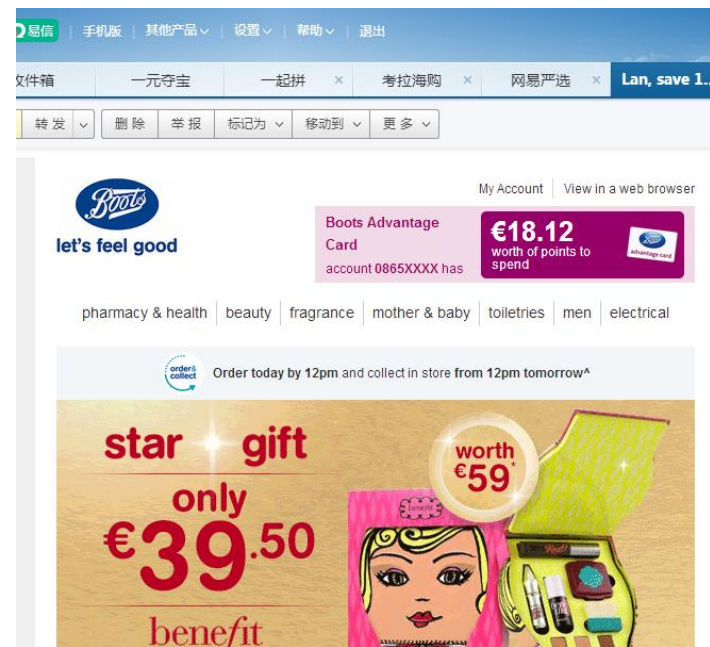 易信 手机版 其他产品 设置 帮助 退出
收件箱 一元夺宝 一起拼 × 考拉海购 × 网易严选 × Lan, save 1..
转发 删除 举报 标记为 移动到 更多
My Account View in a web browser
Boots
let's feel good
Boots Advantage
Card
account 0865XXXX has
€18.12
worth of points to
spend
advantage card
pharmacy & health beauty fragrance mother & baby toiletries men electrical
order&
collect
Order today by 12pm and collect in store from 12pm tomorrow^
star gift
only
€39.50
benefit
worth
€59*
benefit